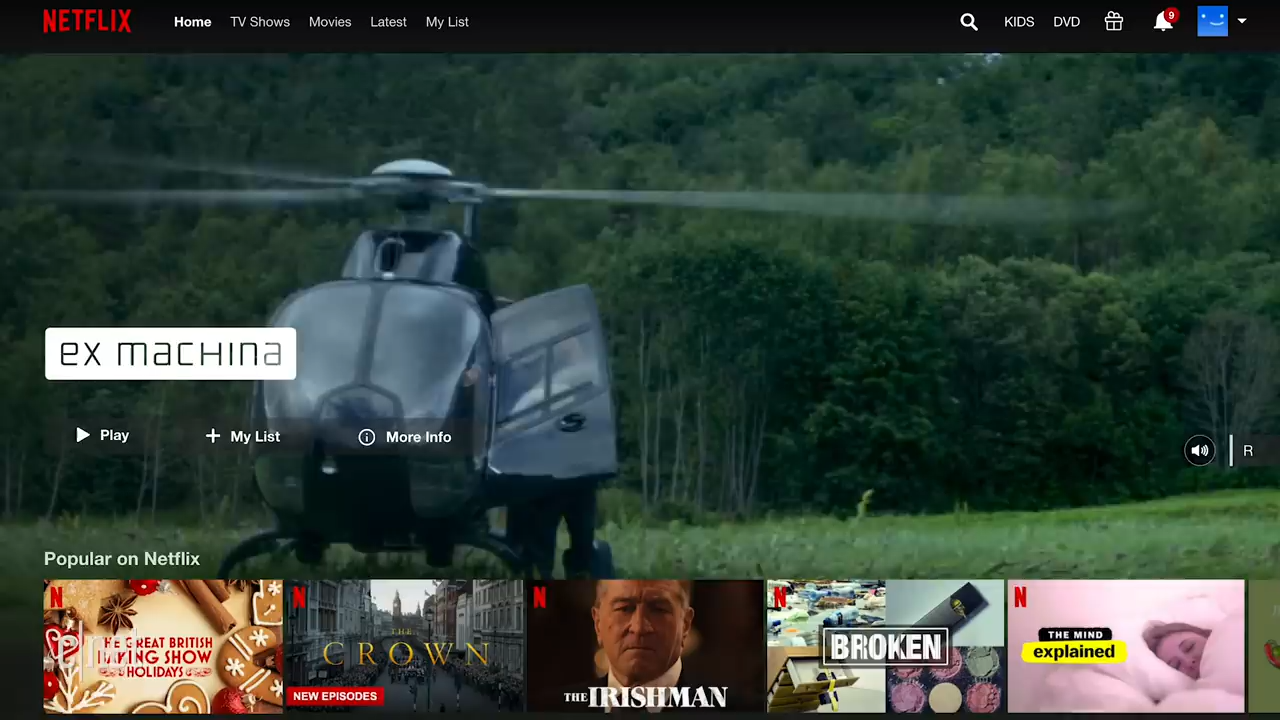 NETFLIX Home TV Shows Movies Latest My List KIDS DVD 9
ex machina
Play My List More Info
R
Popular on Netflix
N
THE GREAT BRITISH
BAKING SHOW
HOLIDAYS
N
THE
CROWN
NEW EPISODES
N
THE IRISHMAN
N
BROKEN
N
THE MIND
explained